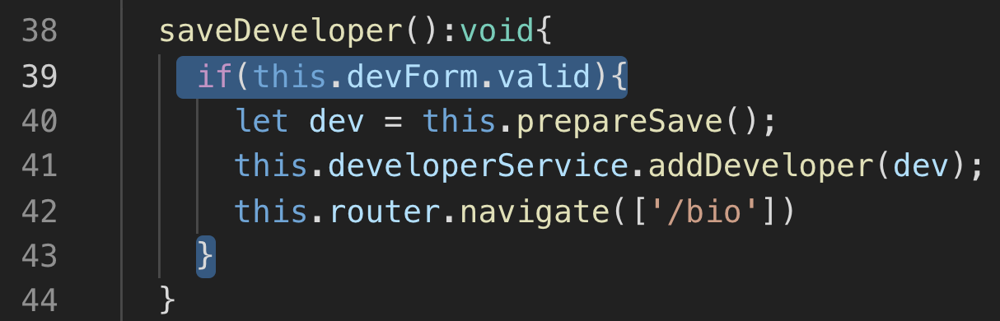 38 saveDeveloper():void{
39 if(this.devForm.valid){
40 let dev = this.prepareSave();
41 this.developerService.addDeveloper(dev);
42 this.router.navigate(['/bio'])
43 }
44 }